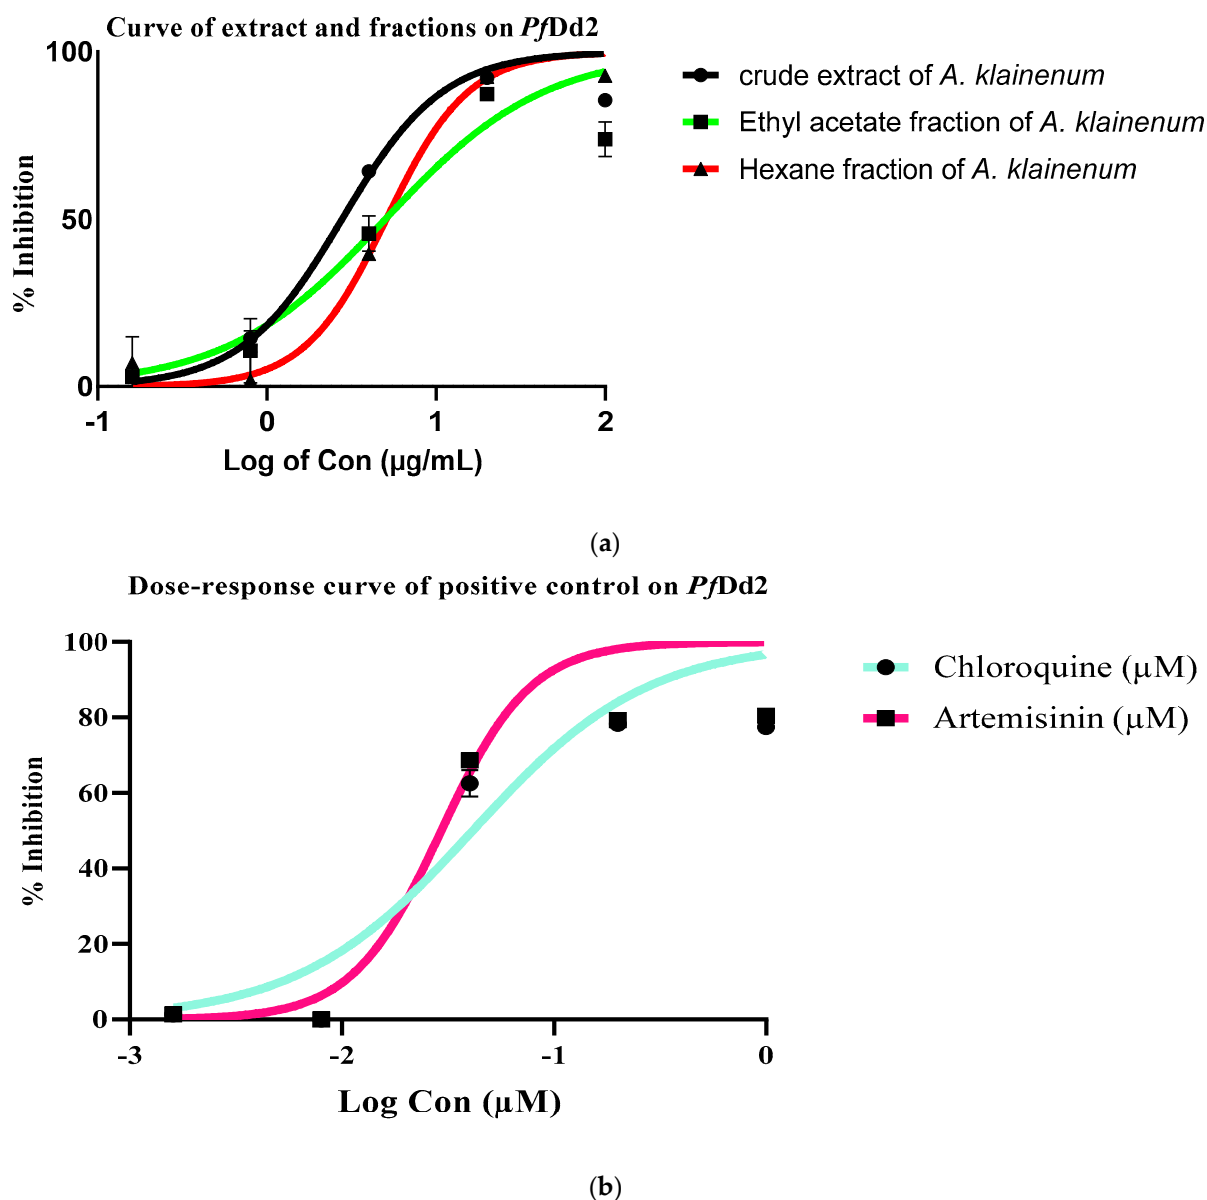 Curve of extract and fractions on PfDd2
100
50
0
% Inhibition
-1 0 1 2
Log of Con (µg/mL)
crude extract of A. klainenum
Ethyl acetate fraction of A. klainenum
Hexane fraction of A. klainenum
(a)
Dose-response curve of positive control on PfDd2
100
80
60
40
20
0
% Inhibition
-3 -2 -1 0
Log Con (µM)
Chloroquine (µM)
Artemisinin (µM)
(b)